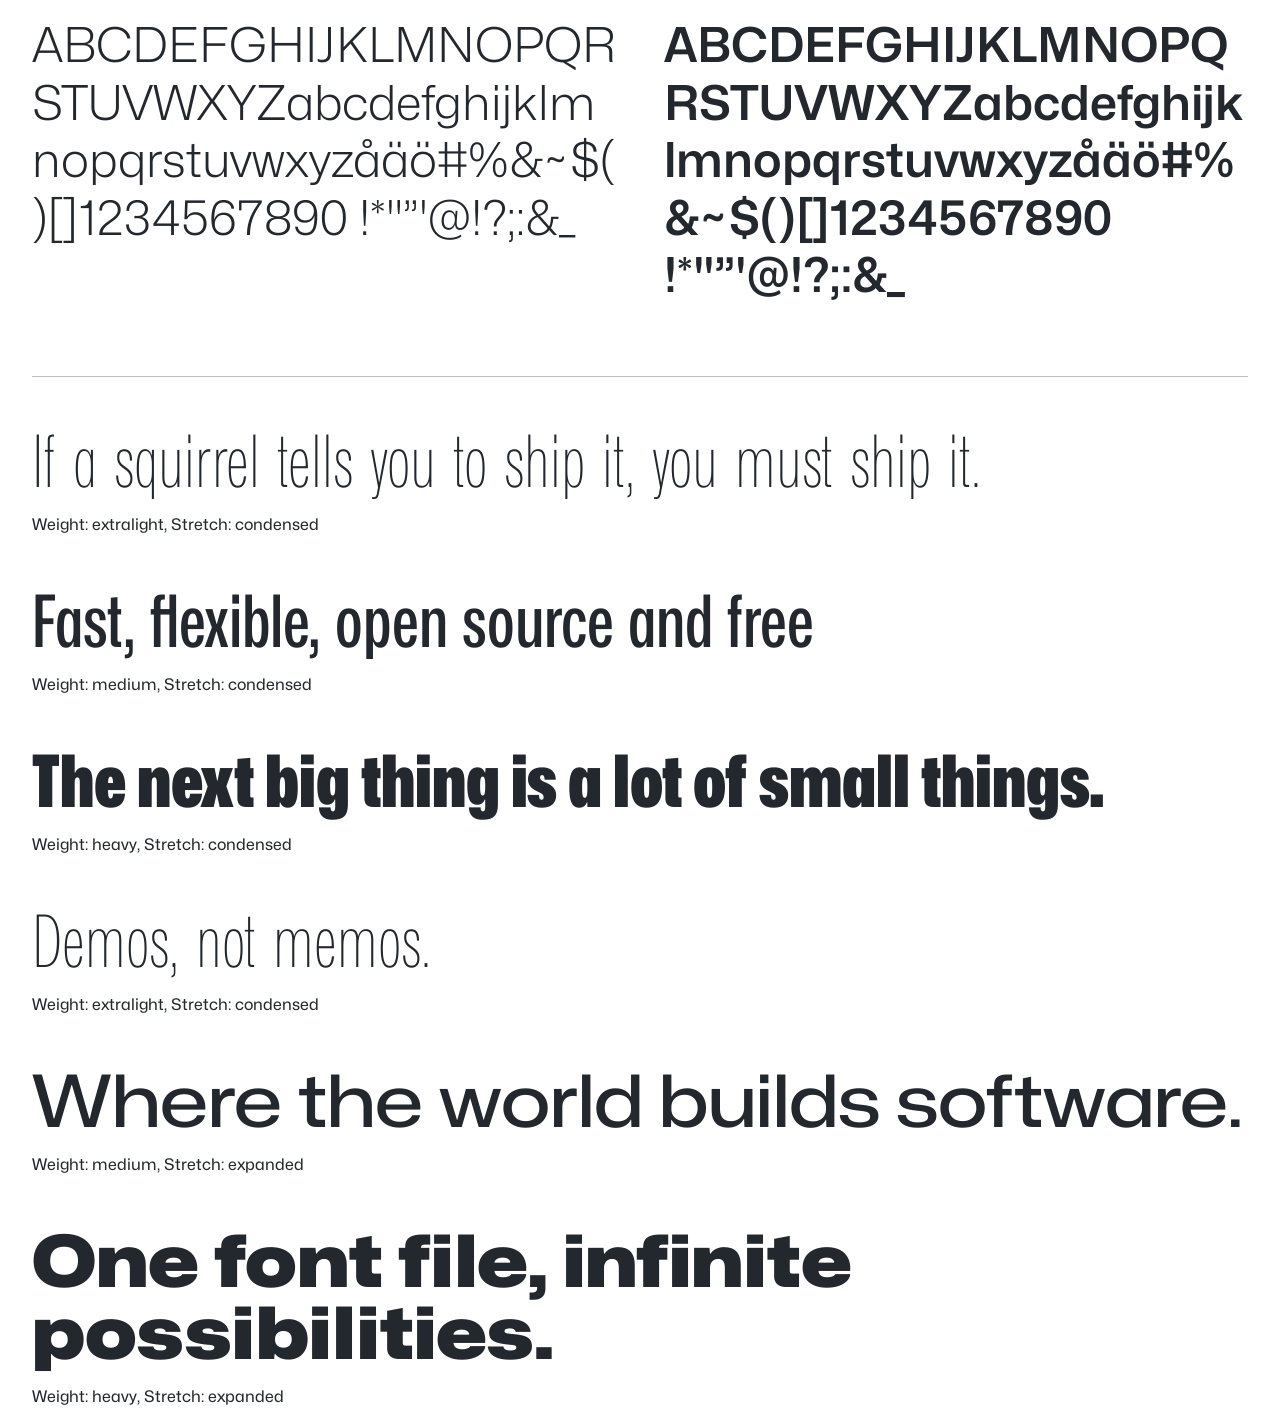 ABCDEFGHIJKLMNOPQR
STUVWXYZabcdefghijklm
nopqrstuvwxyzåäö#%&~$(
)[]1234567890 !*"”'@!?;:&_
ABCDEFGHIJKLMNOPQ
RSTUVWXYZabcdefghijk
lmnopqrstuvwxyzåäö#%
&~$()[]1234567890
!*"”'@!?;:&_
If a squirrel tells you to ship it, you must ship it.
Weight: extralight, Stretch: condensed
Fast, flexible, open source and free
Weight: medium, Stretch: condensed
The next big thing is a lot of small things.
Weight: heavy, Stretch: condensed
Demos, not memos.
Weight: extralight, Stretch: condensed
Where the world builds software.
Weight: medium, Stretch: expanded
One font file, infinite
possibilities.
Weight: heavy, Stretch: expanded